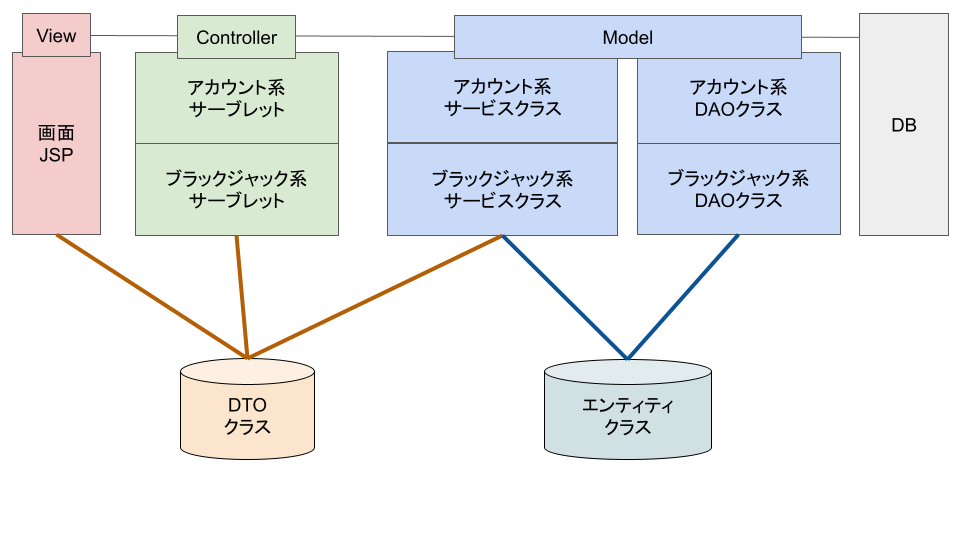 View
Controller
Model
画面
JSP
アカウント系
サーブレット
ブラックジャック系
サーブレット
アカウント系
サービスクラス
ブラックジャック系
サービスクラス
アカウント系
DAOクラス
ブラックジャック系
DAOクラス
DB
DTO
クラス
エンティティ
クラス